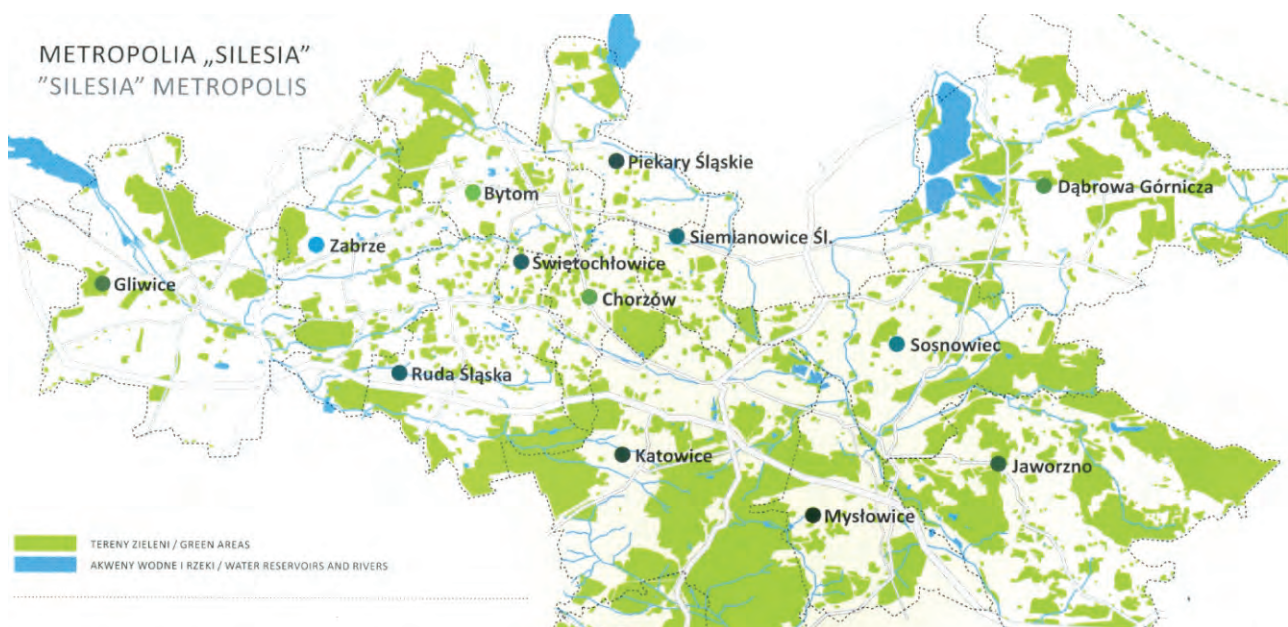 METROPOLIA „SILESIA”
”SILESIA” METROPOLIS
Piekary Śląskie
Bytom
Dąbrowa Górnicza
Siemianowice Śl.
Zabrze
Świętochłowice
Gliwice
Chorzów
Sosnowiec
Ruda Śląska
Katowice
Jaworzno
Mysłowice
TERENY ZIELENI / GREEN AREAS
AKWENY WODNE I RZEKI / WATER RESERVOIRS AND RIVERS